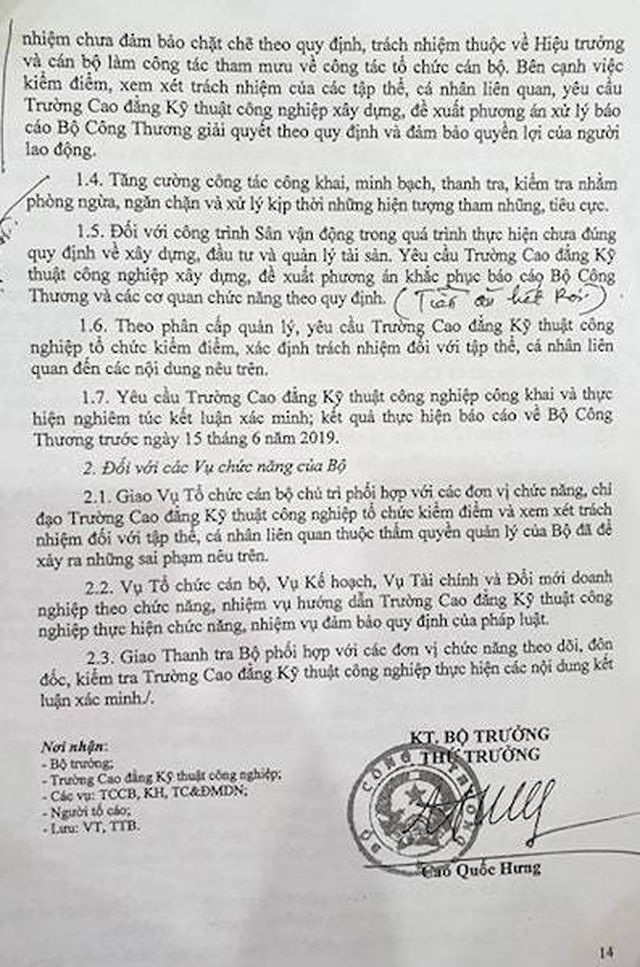 nhiệm chưa đảm bảo chặt chẽ theo quy định, trách nhiệm thuộc về Hiệu trưởng
và cán bộ làm công tác tham mưu về công tác tổ chức cán bộ. Bên cạnh việc
kiểm điểm, xem xét trách nhiệm của các tập thể, cá nhân liên quan, yêu cầu
Trường Cao đẳng Kỹ thuật công nghiệp xây dựng, đề xuất phương án xử lý báo
cáo Bộ Công Thương giải quyết theo quy định và đảm bảo quyền lợi của người
lao động.
1.4. Tăng cường công tác công khai, minh bạch, thanh tra, kiểm tra nhằm
phòng ngừa, ngăn chặn và xử lý kịp thời những hiện tượng tham nhũng, tiêu cực.
1.5. Đối với công trình Sân vận động trong quá trình thực hiện chưa đúng
quy định về xây dựng, đầu tư và quản lý tài sản. Yêu cầu Trường Cao đẳng Kỹ
thuật công nghiệp xây dựng, đề xuất phương án khắc phục báo cáo Bộ Công
Thương và các cơ quan chức năng theo quy định.
1.6. Theo phân cấp quản lý, yêu cầu Trường Cao đẳng Kỹ thuật công
nghiệp tổ chức kiểm điểm, xác định trách nhiệm đối với tập thể, cá nhân liên
quan đến các nội dung nêu trên.
1.7. Yêu cầu Trường Cao đẳng Kỹ thuật công nghiệp công khai và thực
hiện nghiêm túc kết luận xác minh; kết quả thực hiện báo cáo về Bộ Công
Thương trước ngày 15 tháng 6 năm 2019.
2. Đối với các Vụ chức năng của Bộ
2.1. Giao Vụ Tổ chức cán bộ chủ trì phối hợp với các đơn vị chức năng, chỉ
đạo Trường Cao đẳng Kỹ thuật công nghiệp tổ chức kiểm điểm và xem xét trách
nhiệm đối với tập thể, cá nhân liên quan thuộc thẩm quyền quản lý của Bộ đã để
xảy ra những sai phạm nêu trên.
2.2. Vụ Tổ chức cán bộ, Vụ Kế hoạch, Vụ Tài chính và Đổi mới doanh
nghiệp theo chức năng, nhiệm vụ hướng dẫn Trường Cao đẳng Kỹ thuật công
nghiệp thực hiện chức năng, nhiệm vụ đảm bảo quy định của pháp luật.
2.3. Giao Thanh tra Bộ phối hợp với các đơn vị chức năng theo dõi, đôn
đốc, kiểm tra Trường Cao đẳng Kỹ thuật công nghiệp thực hiện các nội dung kết
luận xác minh./.
Nơi nhận:
- Bộ trưởng;
- Trường Cao đẳng Kỹ thuật công nghiệp;
- Các vụ: TCCB, KH, TC&ĐMDN;
- Người tố cáo;
- Lưu: VT, TTB.
KT. BỘ TRƯỞNG
THỨ TRƯỞNG
BỘ CÔNG THƯƠNG
Cao Quốc Hưng
14